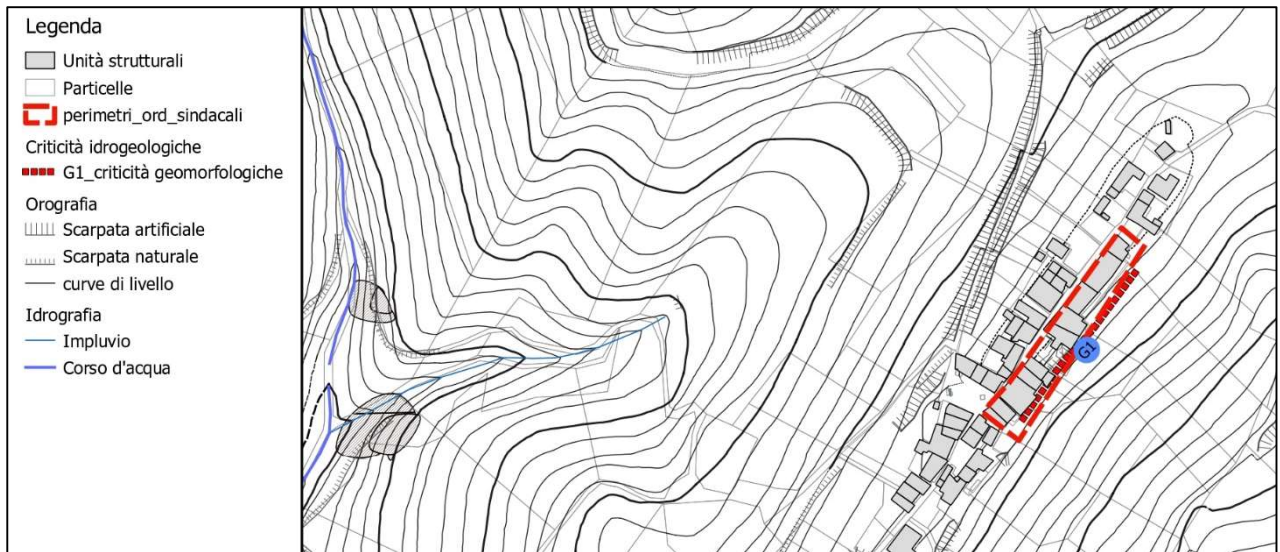 Legenda
Unità strutturali
Particelle
perimetri_ord_sindacali
Criticità idrogeologiche
G1_criticità geomorfologiche
Orografia
Scarpata artificiale
Scarpata naturale
curve di livello
Idrografia
Impluvio
Corso d'acqua
G1